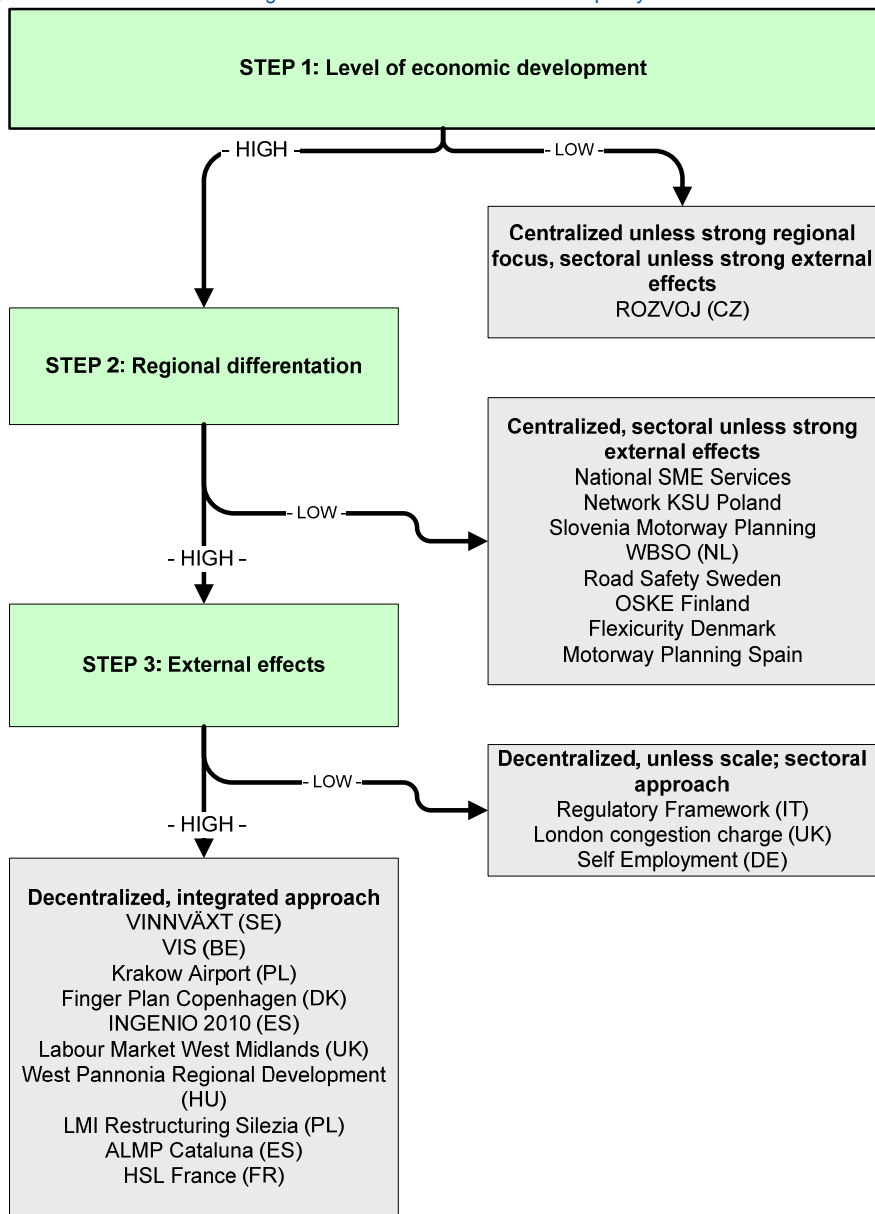 STEP 1: Level of economic development
- HIGH -
- LOW -
Centralized unless strong regional
focus, sectoral unless strong external
effects
ROZVOJ (CZ)
STEP 2: Regional differentation
- LOW -
- HIGH -
Centralized, sectoral unless strong
external effects
National SME Services
Network KSU Poland
Slovenia Motorway Planning
WBSO (NL)
Road Safety Sweden
OSKE Finland
Flexicurity Denmark
Motorway Planning Spain
STEP 3: External effects
- LOW -
- HIGH -
Decentralized, unless scale; sectoral
approach
Regulatory Framework (IT)
London congestion charge (UK)
Self Employment (DE)
Decentralized, integrated approach
VINNVÄXT (SE)
VIS (BE)
Krakow Airport (PL)
Finger Plan Copenhagen (DK)
INGENIO 2010 (ES)
Labour Market West Midlands (UK)
West Pannonia Regional Development
(HU)
LMI Restructuring Silezia (PL)
ALMP Cataluna (ES)
HSL France (FR)